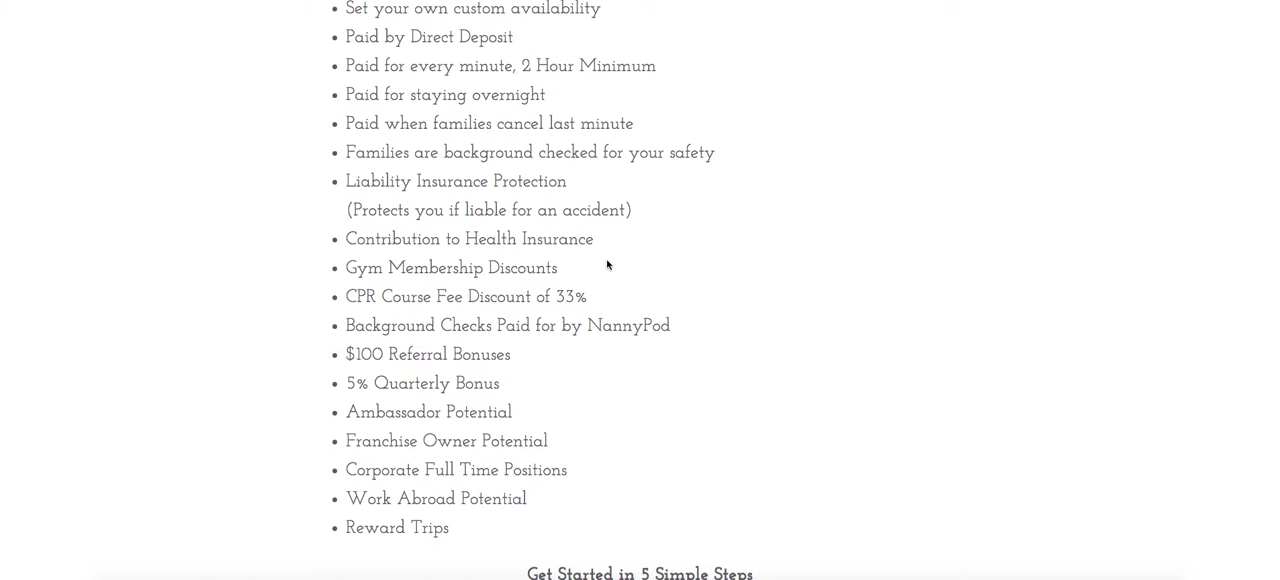 • Set your own custom availability
• Paid by Direct Deposit
• Paid for every minute, 2 Hour Minimum
• Paid for staying overnight
• Paid when families cancel last minute
• Families are background checked for your safety
• Liability Insurance Protection
(Protects you if liable for an accident)
• Contribution to Health Insurance
• Gym Membership Discounts
• CPR Course Fee Discount of 33%
• Background Checks Paid for by NannyPod
• $100 Referral Bonuses
• 5% Quarterly Bonus
• Ambassador Potential
• Franchise Owner Potential
• Corporate Full Time Positions
• Work Abroad Potential
• Reward Trips
Get Started in 5 Simple Steps